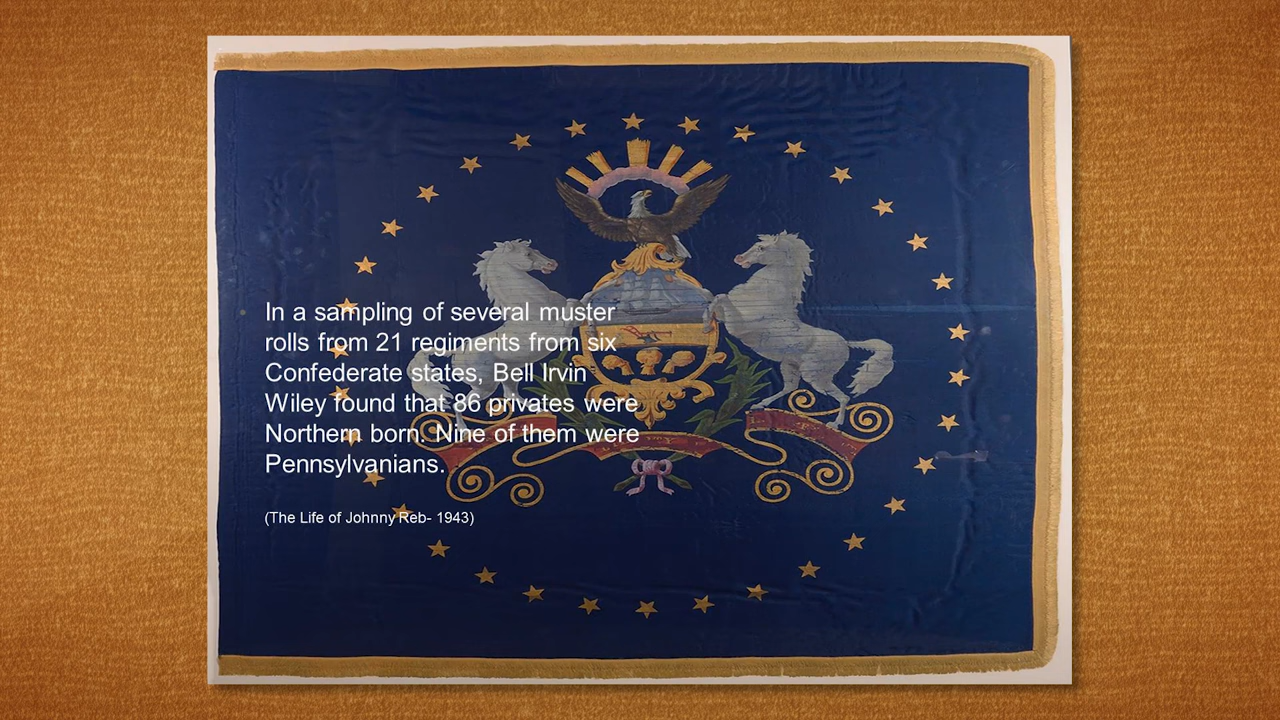 In a sampling of several muster
rolls from 21 regiments from six
Confederate states, Bell Irvin
Wiley found that 86 privates were
Northern born. Nine of them were
Pennsylvanians.
(The Life of Johnny Reb- 1943)